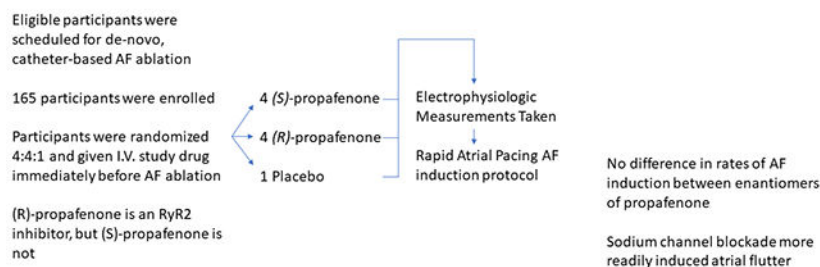 Eligible participants were
scheduled for de-novo,
catheter-based AF ablation
165 participants were enrolled
Participants were randomized
4:4:1 and given I.V. study drug
immediately before AF ablation
(R)-propafenone is an RyR2
inhibitor, but (S)-propafenone is
not
4 (S)-propafenone
4 (R)-propafenone
1 Placebo
Electrophysiologic
Measurements Taken
Rapid Atrial Pacing AF
induction protocol
No difference in rates of AF
induction between enantiomers
of propafenone
Sodium channel blockade more
readily induced atrial flutter